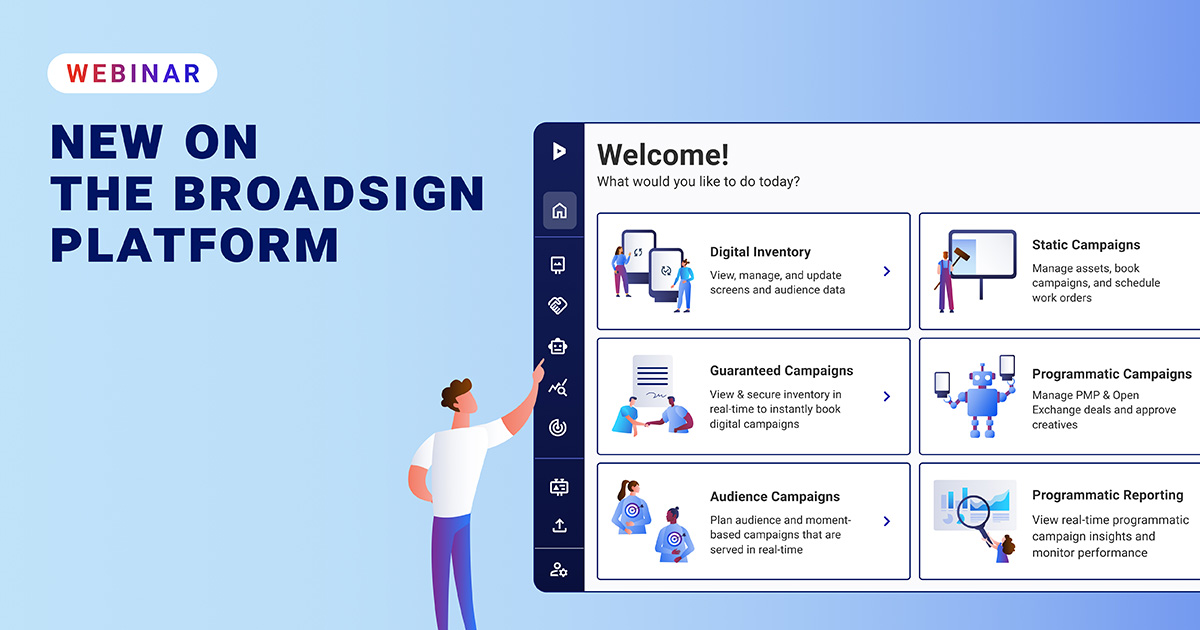 WEBINAR
NEW ON
THE BROADSIGN
PLATFORM
Welcome!
What would you like to do today?
Digital Inventory
View, manage, and update
screens and audience data
Static Campaigns
Manage assets, book
campaigns, and schedule
work orders
Guaranteed Campaigns
View & secure inventory in
real-time to instantly book
digital campaigns
Programmatic Campaigns
Manage PMP & Open
Exchange deals and approve
creatives
Audience Campaigns
Plan audience and moment-
based campaigns that are
served in real-time
Programmatic Reporting
View real-time programmatic
campaign insights and
monitor performance